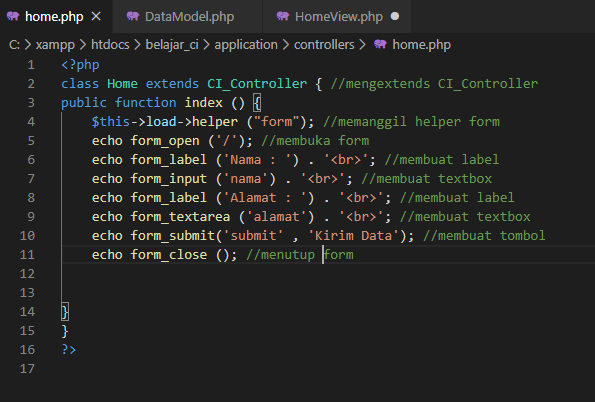 home.php
DataModel.php
HomeView.php
C: > xampp > htdocs > belajar_ci > application > controllers > home.php
1 <?php
2 class Home extends CI_Controller { //mengextends CI_Controller
3 public function index () {
4 $this->load->helper ("form"); //memanggil helper form
5 echo form_open ('/'); //membuka form
6 echo form_label ('Nama : ') . '<br>'; //membuat label
7 echo form_input ('nama') . '<br>'; //membuat textbox
8 echo form_label ('Alamat : ') . '<br>'; //membuat label
9 echo form_textarea ('alamat') . '<br>'; //membuat textbox
10 echo form_submit('submit' , 'Kirim Data'); //membuat tombol
11 echo form_close (); //menutup form
12
13
14 }
15 }
16 ?>
17